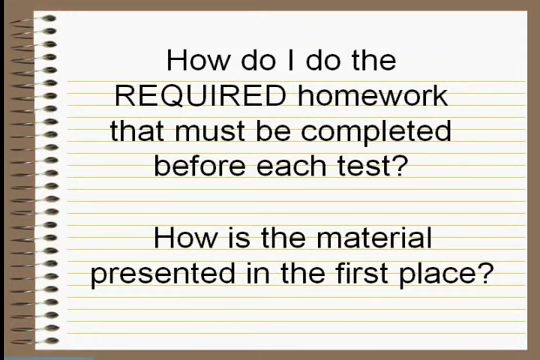 How do I do the
REQUIRED homework
that must be completed
before each test?
How is the material
presented in the first place?